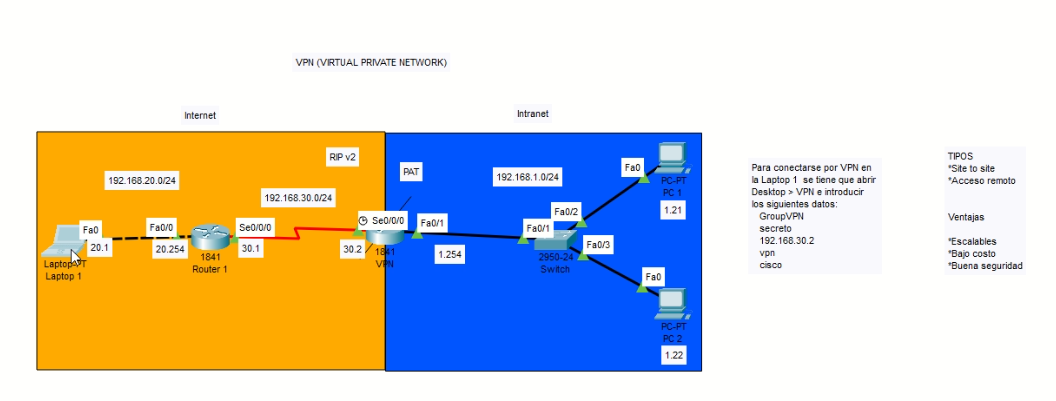 VPN (VIRTUAL PRIVATE NETWORK)
Internet
Intranet
RIP v2
PAT
192.168.20.0/24
192.168.30.0/24
192.168.1.0/24
Fa0
20.1
Laptop-PT
Laptop 1
Fa0/0
20.254
1841
Router 1
Se0/0/0
30.1
Se0/0/0
30.2
1841
VPN
Fa0/1
1.254
Fa0/1
Fa0/2
Fa0/3
2950-24
Switch
Fa0
PC-PT
PC 1
1.21
Fa0
PC-PT
PC 2
1.22
Para conectarse por VPN en
la Laptop 1 se tiene que abrir
Desktop > VPN e introducir
los siguientes datos:
GroupVPN
secreto
192.168.30.2
vpn
cisco
TIPOS
*Site to site
*Acceso remoto
Ventajas
*Escalables
*Bajo costo
*Buena seguridad